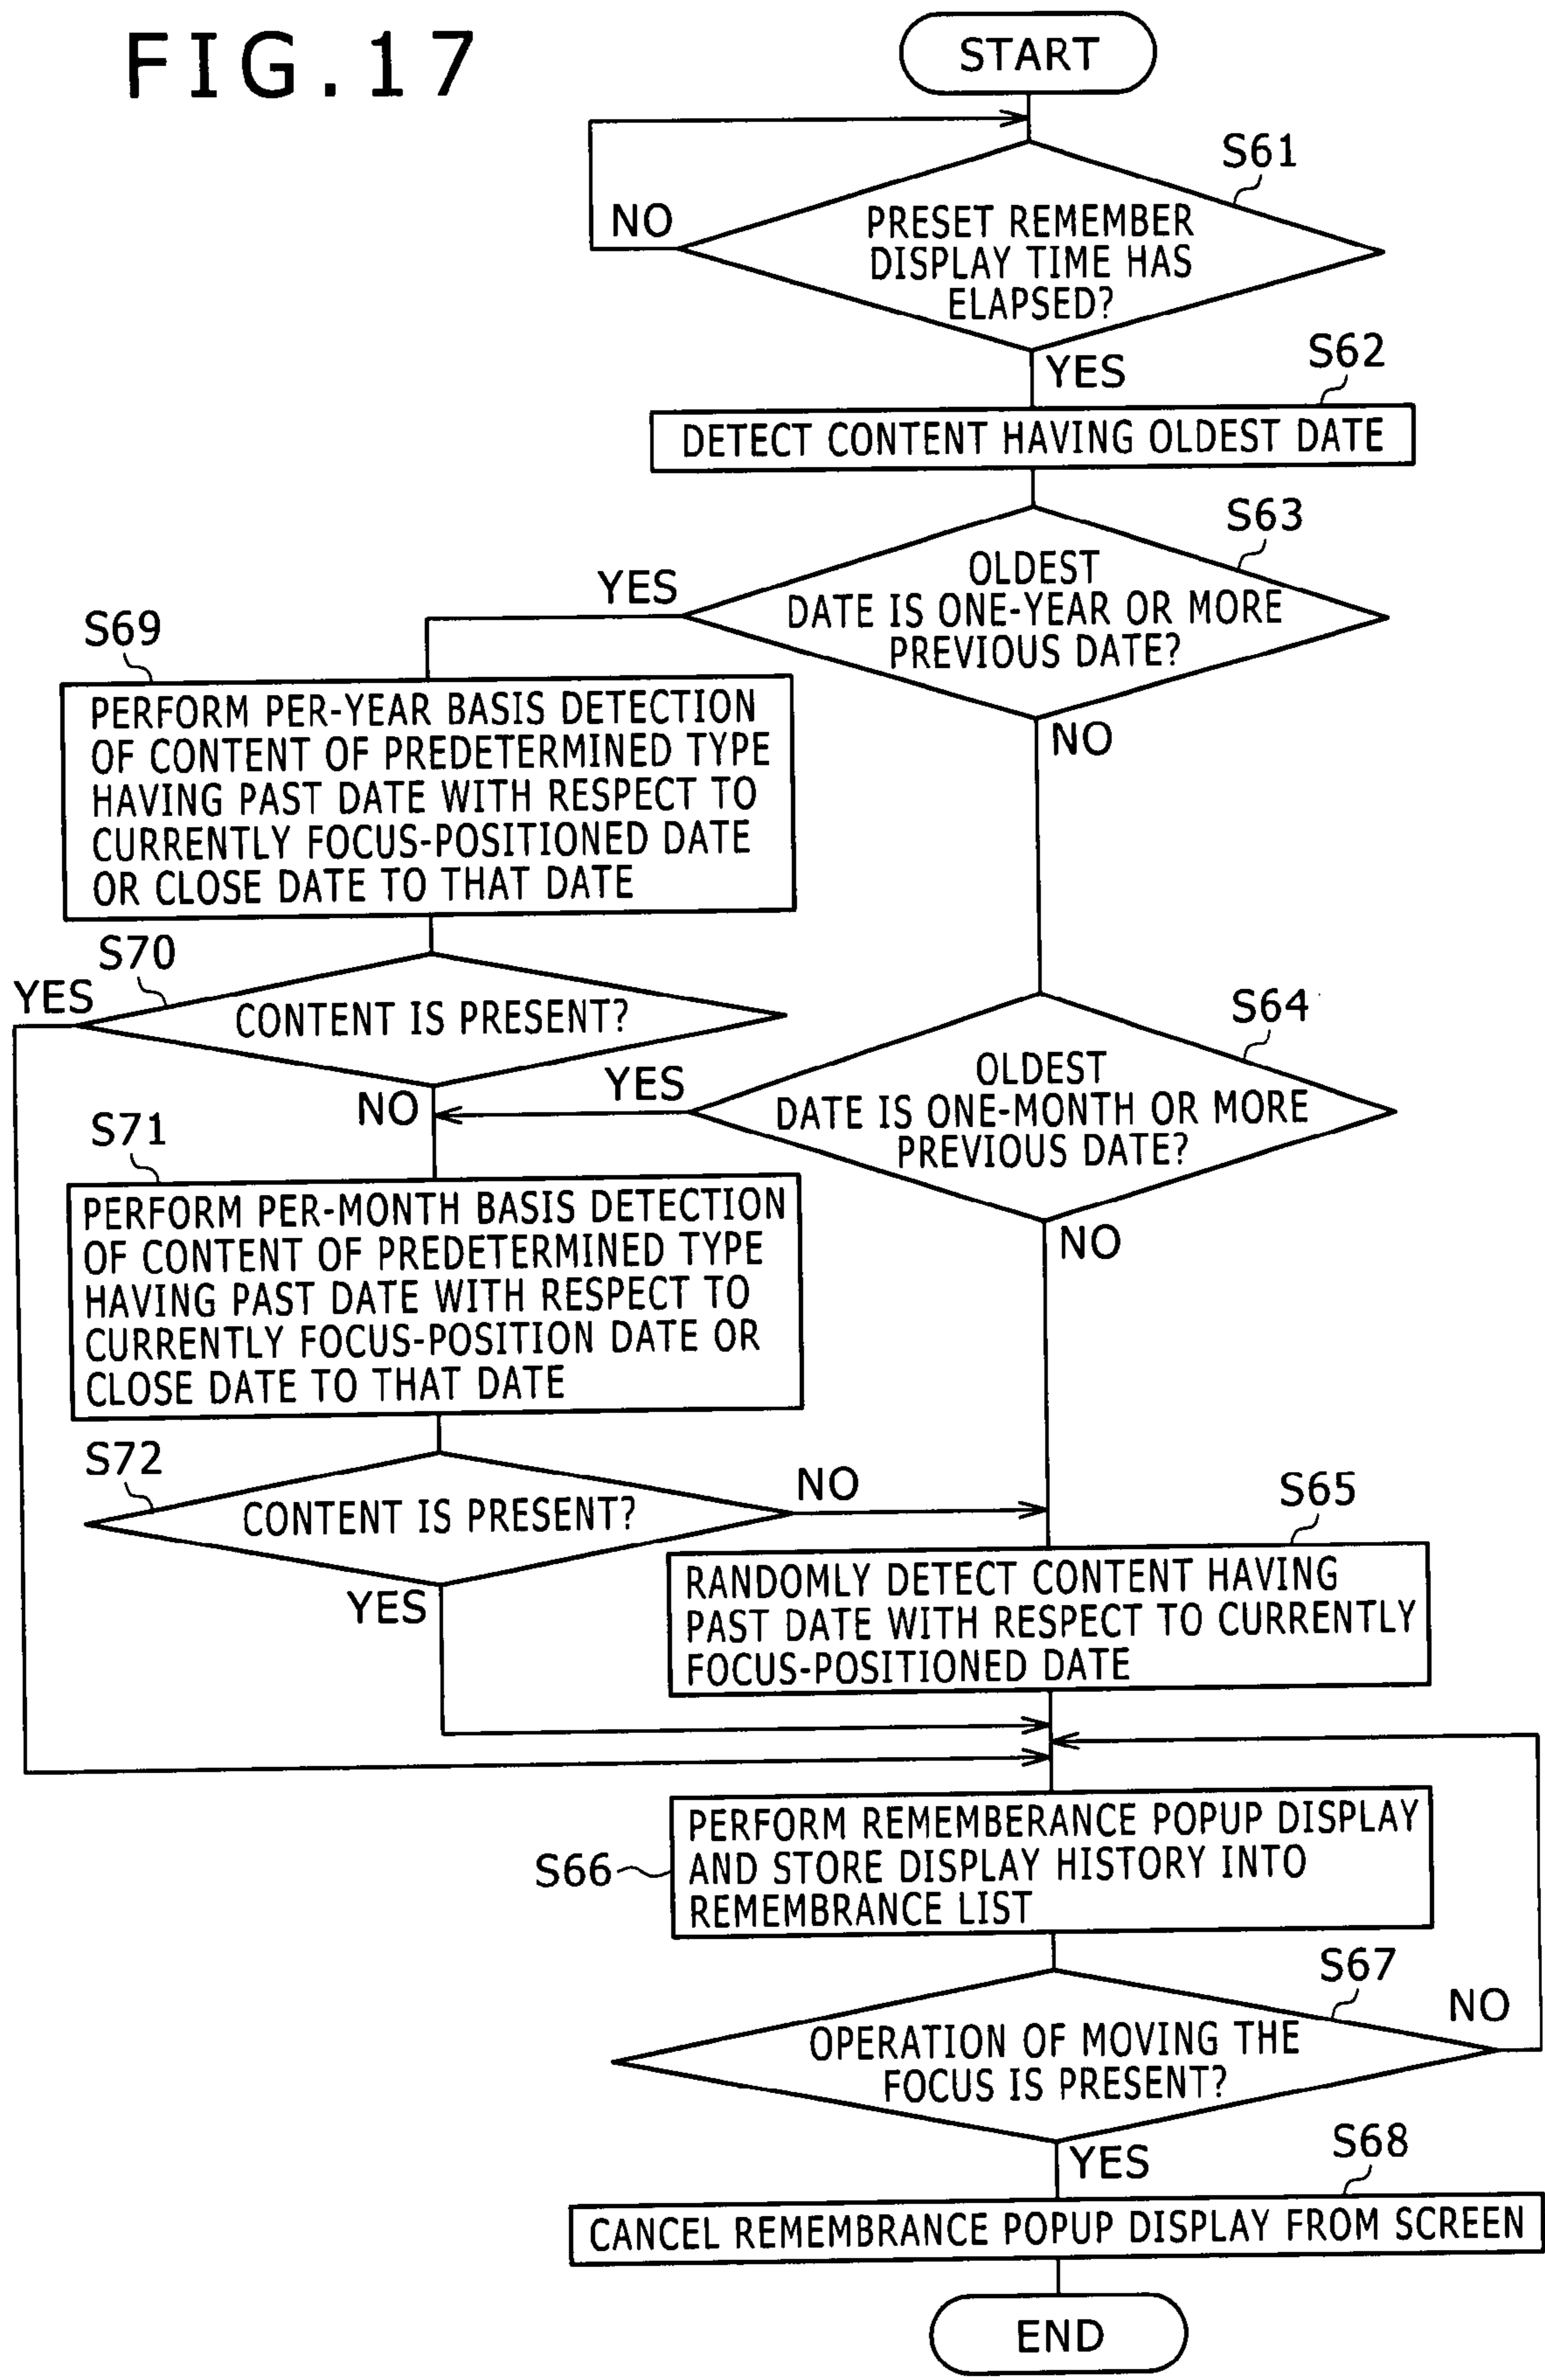 FIG.17
START
S61
NO
PRESET REMEMBER
DISPLAY TIME HAS
ELAPSED?
YES
S62
DETECT CONTENT HAVING OLDEST DATE
S63
YES
OLDEST
DATE IS ONE-YEAR OR MORE
PREVIOUS DATE?
NO
S69
PERFORM PER-YEAR BASIS DETECTION
OF CONTENT OF PREDETERMINED TYPE
HAVING PAST DATE WITH RESPECT TO
CURRENTLY FOCUS-POSITIONED DATE
OR CLOSE DATE TO THAT DATE
S70
YES
CONTENT IS PRESENT?
NO
S64
YES
OLDEST
DATE IS ONE-MONTH OR MORE
PREVIOUS DATE?
NO
S71
PERFORM PER-MONTH BASIS DETECTION
OF CONTENT OF PREDETERMINED TYPE
HAVING PAST DATE WITH RESPECT TO
CURRENTLY FOCUS-POSITION DATE OR
CLOSE DATE TO THAT DATE
S72
CONTENT IS PRESENT?
NO
YES
S65
RANDOMLY DETECT CONTENT HAVING
PAST DATE WITH RESPECT TO CURRENTLY
FOCUS-POSITIONED DATE
S66
PERFORM REMEMBERANCE POPUP DISPLAY
AND STORE DISPLAY HISTORY INTO
REMEMBRANCE LIST
S67
NO
OPERATION OF MOVING THE
FOCUS IS PRESENT?
YES
S68
CANCEL REMEMBRANCE POPUP DISPLAY FROM SCREEN
END